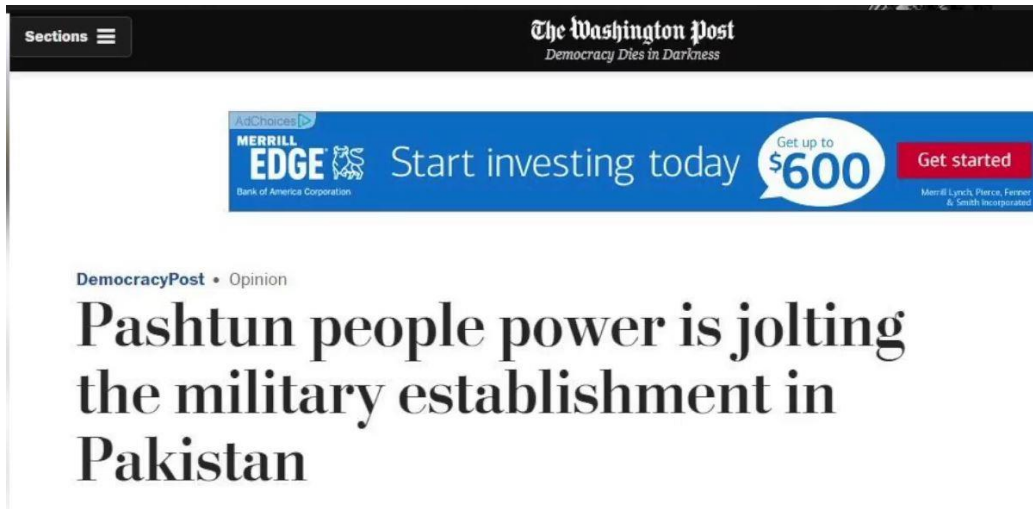 Sections
The Washington Post
Democracy Dies in Darkness
AdChoices
MERRILL
EDGE
Bank of America Corporation
Start investing today
Get up to
$600
Get started
Merrill Lynch, Pierce, Fenner
& Smith Incorporated
DemocracyPost • Opinion
Pashtun people power is jolting
the military establishment in
Pakistan